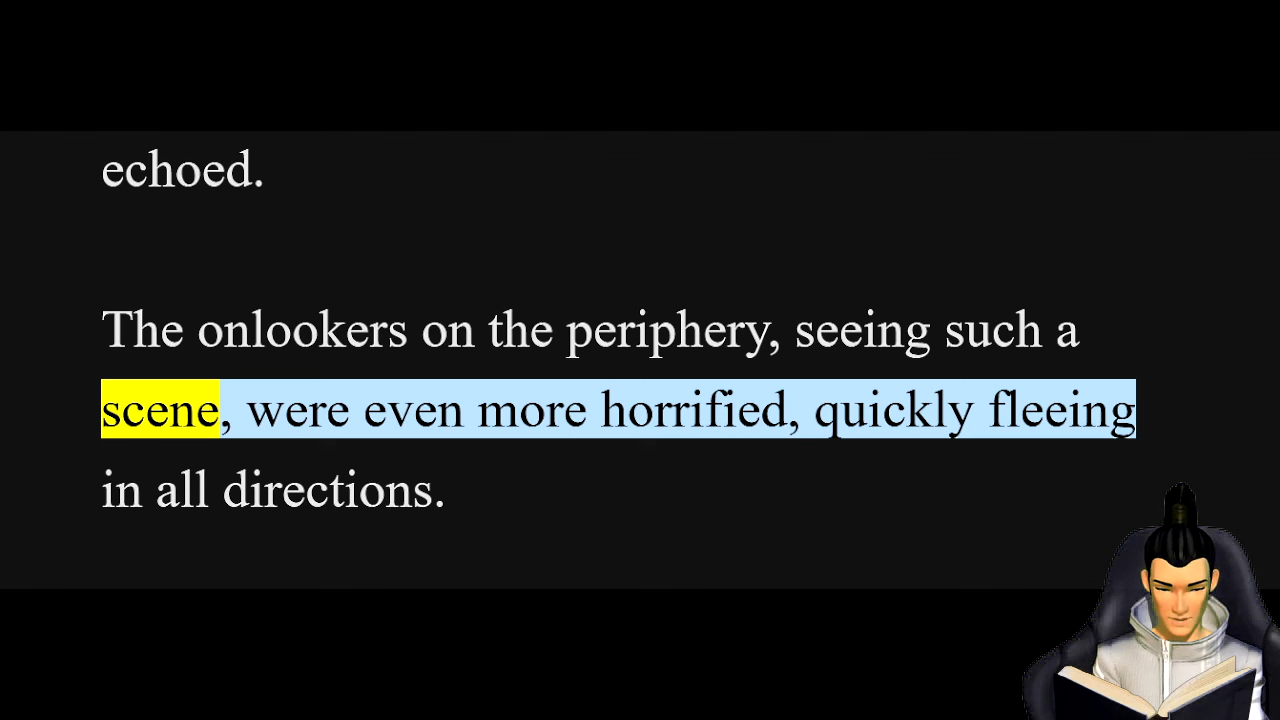 echoed.
The onlookers on the periphery, seeing such a
scene, were even more horrified, quickly fleeing
in all directions.